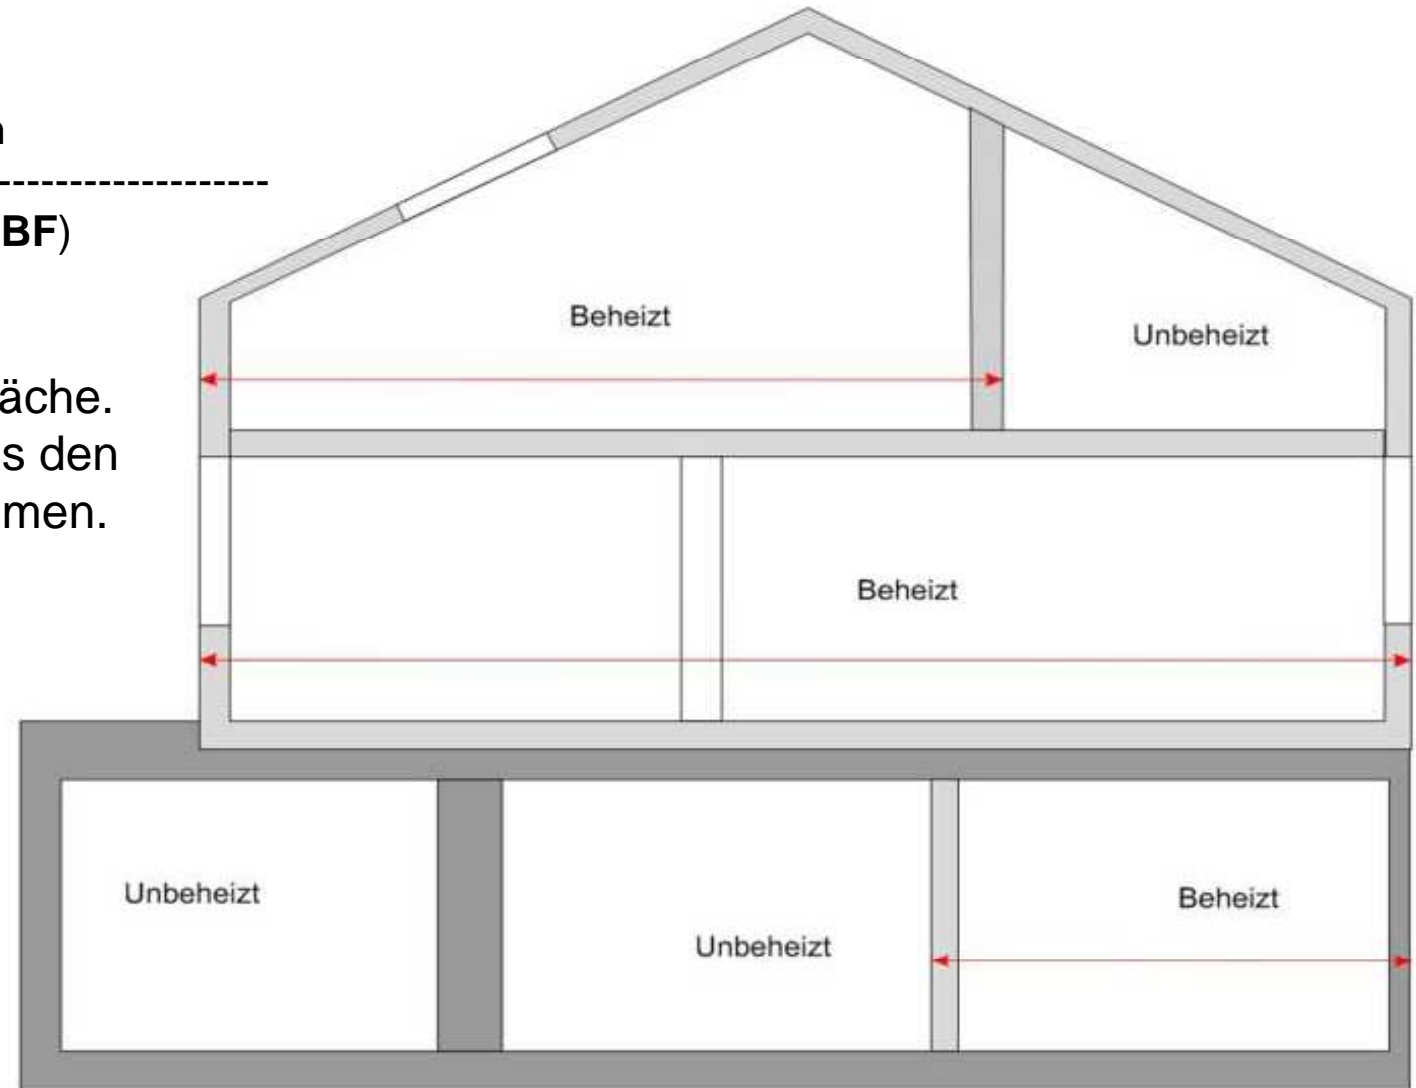 n
-------------------
BF)
äche.
s den
men.
Beheizt
Unbeheizt
Beheizt
Unbeheizt
Unbeheizt
Beheizt